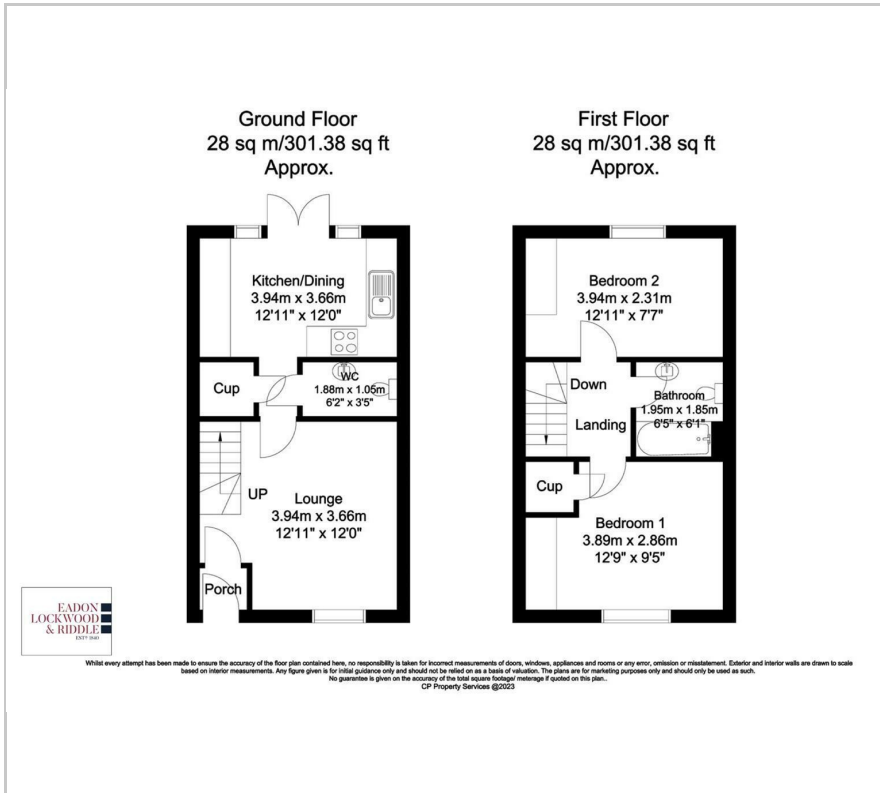 Ground Floor
28 sq m/301.38 sq ft
Approx.
First Floor
28 sq m/301.38 sq ft
Approx.
Kitchen/Dining
3.94m x 3.66m
12'11" x 12'0"
Cup
WC
1.88m x 1.05m
6'2" x 3'5"
UP
Lounge
3.94m x 3.66m
12'11" x 12'0"
Porch
Bedroom 2
3.94m x 2.31m
12'11" x 7'7"
Down
Landing
Bathroom
1.95m x 1.85m
6'5" x 6'1"
Cup
Bedroom 1
3.89m x 2.86m
12'9" x 9'5"
EADON
LOCKWOOD
& RIDDLE
ESTD 1840
Whilst every attempt has been made to ensure the accuracy of the floor plan contained here, no responsibility is taken for incorrect measurements of doors, windows, appliances and rooms or any error, omission or misstatement. Exterior and interior walls are drawn to scale
based on interior measurements. Any figure given is for initial guidance only and should not be relied on as a basis of valuation. The plans are for marketing purposes only and should only be used as such.
No guarantee is given on the accuracy of the total square footage/ meterage if quoted on this plan..
CP Property Services @2023